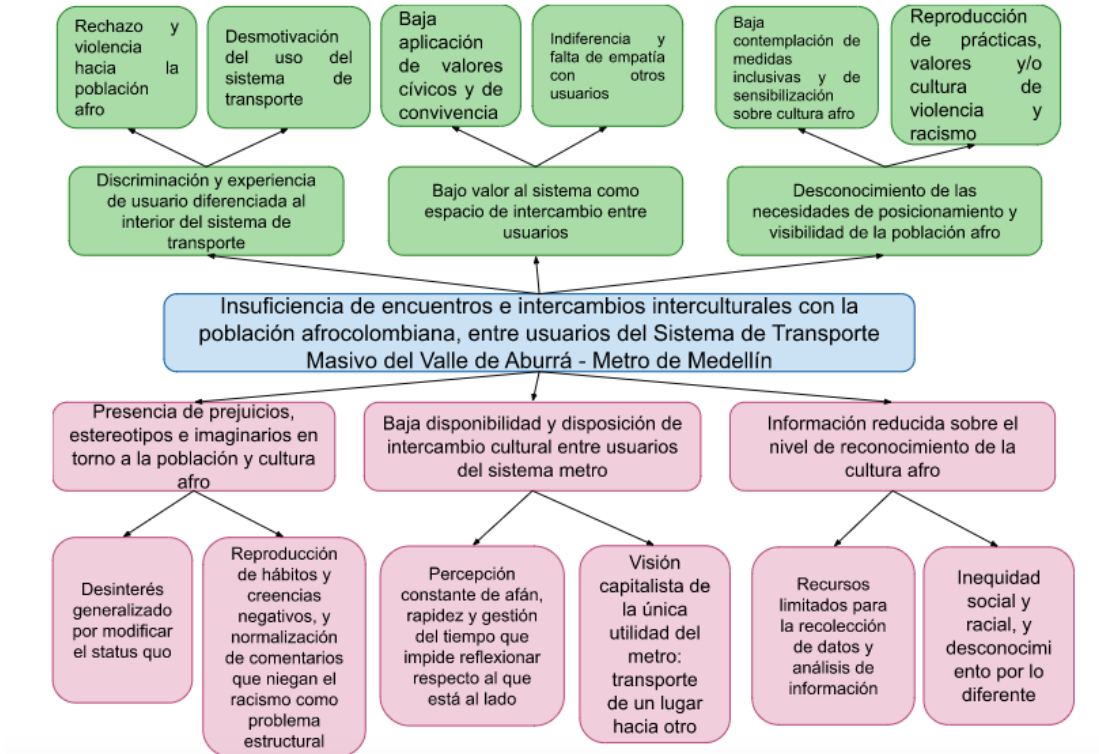 Rechazo y
violencia
hacia la
población
afro
Desmotivación
del uso del
sistema de
transporte
Baja
aplicación
de valores
cívicos y de
convivencia
Indiferencia y
falta de empatía
con otros
usuarios
Baja
contemplación de
medidas
inclusivas y de
sensibilización
sobre cultura afro
Reproducción
de prácticas,
valores y/o
cultura de
violencia y
racismo
Discriminación y experiencia
de usuario diferenciada al
interior del sistema de
transporte
Bajo valor al sistema como
espacio de intercambio entre
usuarios
Desconocimiento de las
necesidades de posicionamiento y
visibilidad de la población afro
Insuficiencia de encuentros e intercambios interculturales con la
población afrocolombiana, entre usuarios del Sistema de Transporte
Masivo del Valle de Aburrá - Metro de Medellín
Presencia de prejuicios,
estereotipos e imaginarios en
torno a la población y cultura
afro
Baja disponibilidad y disposición de
intercambio cultural entre usuarios
del sistema metro
Información reducida sobre el
nivel de reconocimiento de la
cultura afro
Desinterés
generalizado
por modificar
el status quo
Reproducción
de hábitos y
creencias
negativos, y
normalización
de comentarios
que niegan el
racismo como
problema
estructural
Percepción
constante de afán,
rapidez y gestión
del tiempo que
impide reflexionar
respecto al que
está al lado
Visión
capitalista de
la única
utilidad del
metro:
transporte
de un lugar
hacia otro
Recursos
limitados para
la recolección
de datos y
análisis de
información
Inequidad
social y
racial, y
desconocimi
ento por lo
diferente